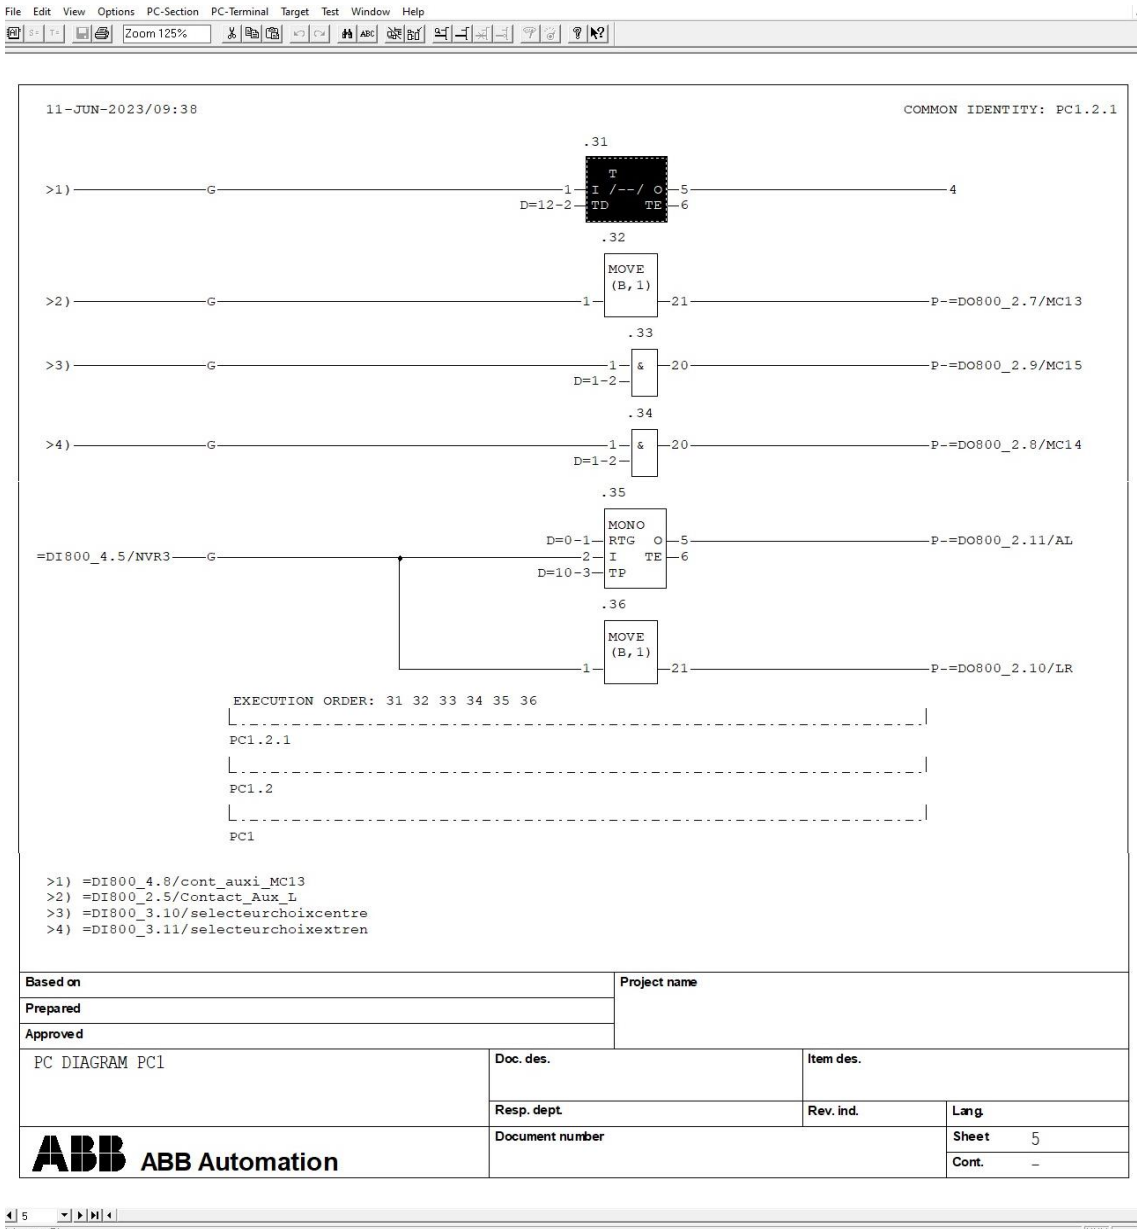 File Edit View Options PC-Section PC-Terminal Target Test Window Help
Zoom 125%
11-JUN-2023/09:38 COMMON IDENTITY: PC1.2.1
.31
T
>1) G 1 I /--/ O 5 4
D=12-2 TD TE 6
.32
MOVE
(B,1)
>2) G 1 21 P-=DO800_2.7/MC13
.33
>3) G 1 & 20 P-=DO800_2.9/MC15
D=1-2
.34
>4) G 1 & 20 P-=DO800_2.8/MC14
D=1-2
.35
MONO
D=0-1 RTG O 5 P-=DO800_2.11/AL
=DI800_4.5/NVR3 G 2 I TE 6
D=10-3 TP
.36
MOVE
(B,1)
1 21 P-=DO800_2.10/LR
EXECUTION ORDER: 31 32 33 34 35 36
PC1.2.1
PC1.2
PC1
>1) =DI800_4.8/cont_auxi_MC13
>2) =DI800_2.5/Contact_Aux_L
>3) =DI800_3.10/selecteurchoixcentre
>4) =DI800_3.11/selecteurchoixextren
Based on Project name
Prepared
Approved
PC DIAGRAM PC1 Doc. des. Item des.
Resp. dept. Rev. ind. Lang.
ABB ABB Automation Document number Sheet 5
Cont. -
5